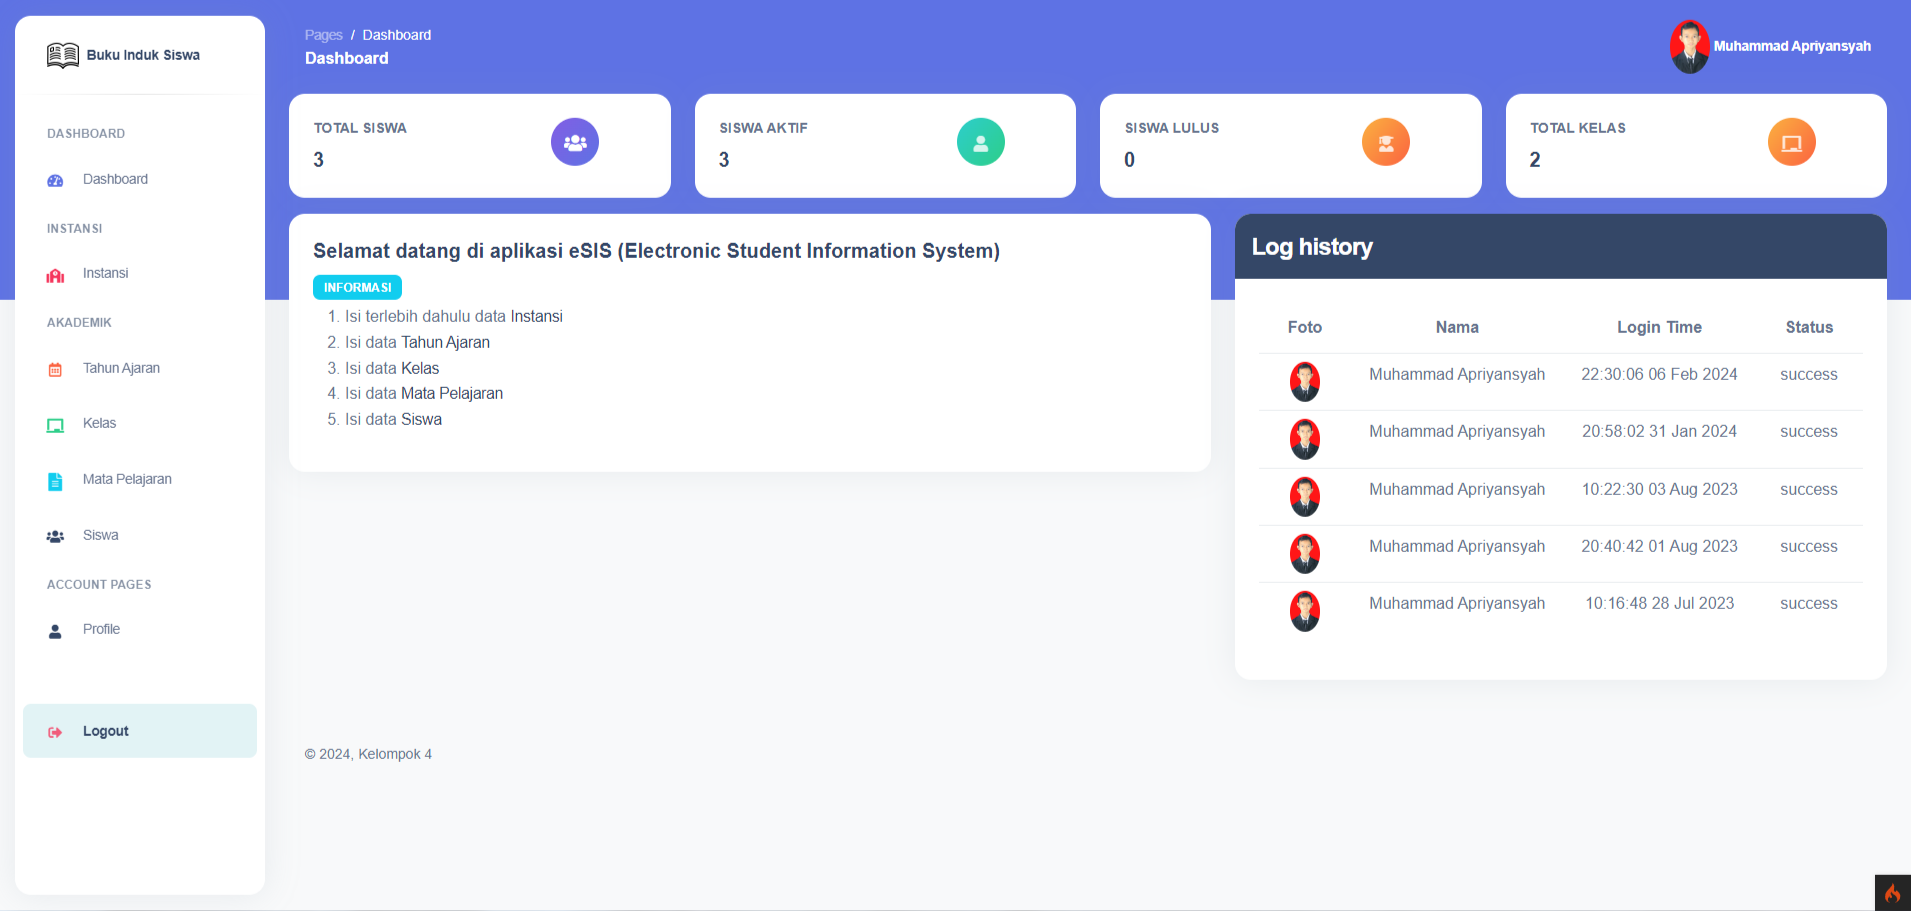 Buku Induk Siswa
DASHBOARD
Dashboard
INSTANSI
Instansi
AKADEMIK
Tahun Ajaran
Kelas
Mata Pelajaran
Siswa
ACCOUNT PAGES
Profile
Logout
Pages / Dashboard
Dashboard
Muhammad Apriyansyah
TOTAL SISWA
3
SISWA AKTIF
3
SISWA LULUS
0
TOTAL KELAS
2
Selamat datang di aplikasi eSIS (Electronic Student Information System)
INFORMASI
1. Isi terlebih dahulu data Instansi
2. Isi data Tahun Ajaran
3. Isi data Kelas
4. Isi data Mata Pelajaran
5. Isi data Siswa
Log history
Foto Nama Login Time Status
Muhammad Apriyansyah 22:30:06 06 Feb 2024 success
Muhammad Apriyansyah 20:58:02 31 Jan 2024 success
Muhammad Apriyansyah 10:22:30 03 Aug 2023 success
Muhammad Apriyansyah 20:40:42 01 Aug 2023 success
Muhammad Apriyansyah 10:16:48 28 Jul 2023 success
© 2024, Kelompok 4